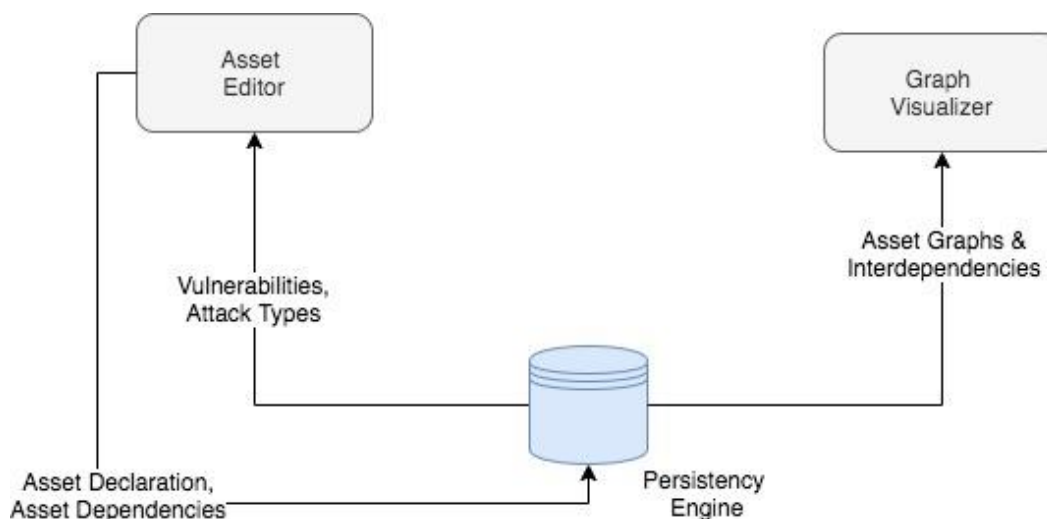 Asset
Editor
Graph
Visualizer
Asset Graphs &
Interdependencies
Vulnerabilities,
Attack Types
Asset Declaration,
Asset Dependencies
Persistency
Engine